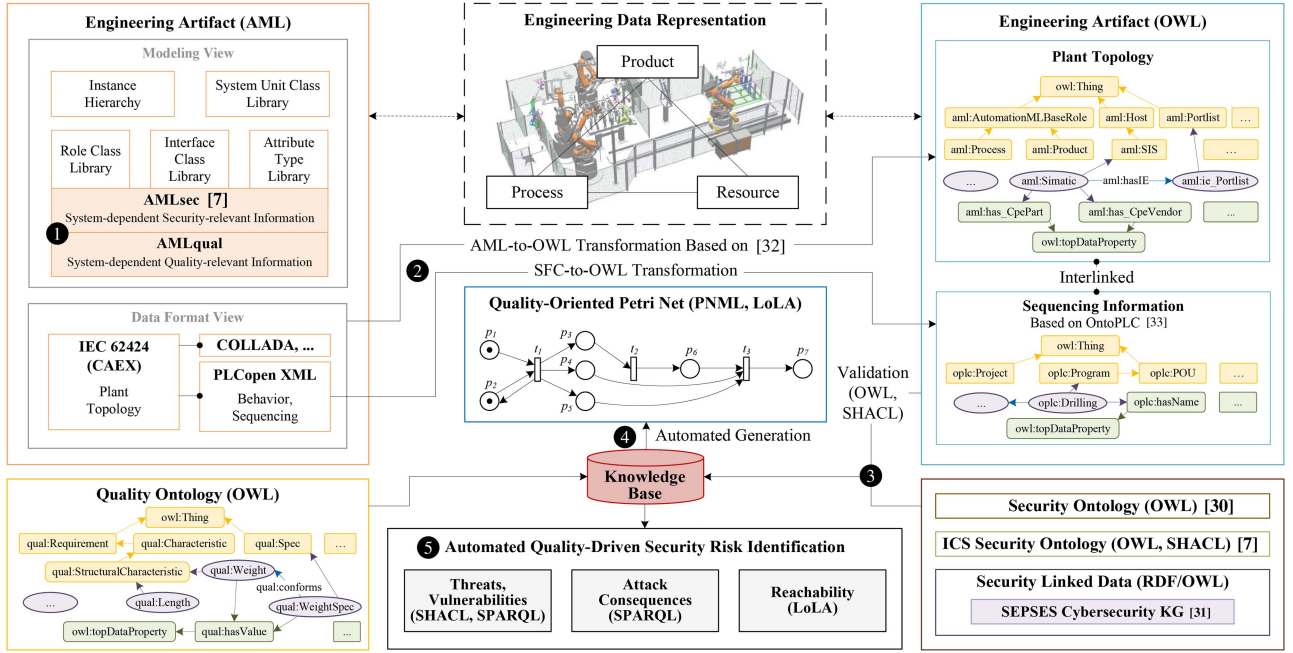 Engineering Artifact (AML)
Modeling View
Instance
Hierarchy
System Unit Class
Library
Role Class
Library
Interface
Class
Library
Attribute
Type
Library
AMLsec [7]
System-dependent Security-relevant Information
1
AMLqual
System-dependent Quality-relevant Information
Data Format View
IEC 62424
(CAEX)
Plant
Topology
COLLADA, ...
PLCopen XML
Behavior,
Sequencing
Engineering Data Representation
Product
Process
Resource
AML-to-OWL Transformation Based on [32]
2
SFC-to-OWL Transformation
Quality-Oriented Petri Net (PNML, LoLA)
p1
p2
t1
p3
p4
p5
t2
p6
t3
p7
Validation
(OWL,
SHACL)
4
Automated Generation
Knowledge
Base
3
Engineering Artifact (OWL)
Plant Topology
owl:Thing
aml:AutomationMLBaseRole
aml:Host
aml:Portlist
...
aml:Process
aml:Product
aml:SIS
...
...
aml:Simatic
aml:hasIE
aml:ie_Portlist
aml:has_CpePart
aml:has_CpeVendor
...
owl:topDataProperty
Interlinked
Sequencing Information
Based on OntoPLC [33]
owl:Thing
oplc:Project
oplc:Program
oplc:POU
...
...
oplc:Drilling
oplc:hasName
...
owl:topDataProperty
Quality Ontology (OWL)
owl:Thing
qual:Requirement
qual:Characteristic
qual:Spec
...
qual:StructuralCharacteristic
qual:Weight
qual:conforms
...
qual:Length
qual:WeightSpec
owl:topDataProperty
qual:hasValue
...
5 Automated Quality-Driven Security Risk Identification
Threats,
Vulnerabilities
(SHACL, SPARQL)
Attack
Consequences
(SPARQL)
Reachability
(LoLA)
Security Ontology (OWL) [30]
ICS Security Ontology (OWL, SHACL) [7]
Security Linked Data (RDF/OWL)
SEPSES Cybersecurity KG [31]